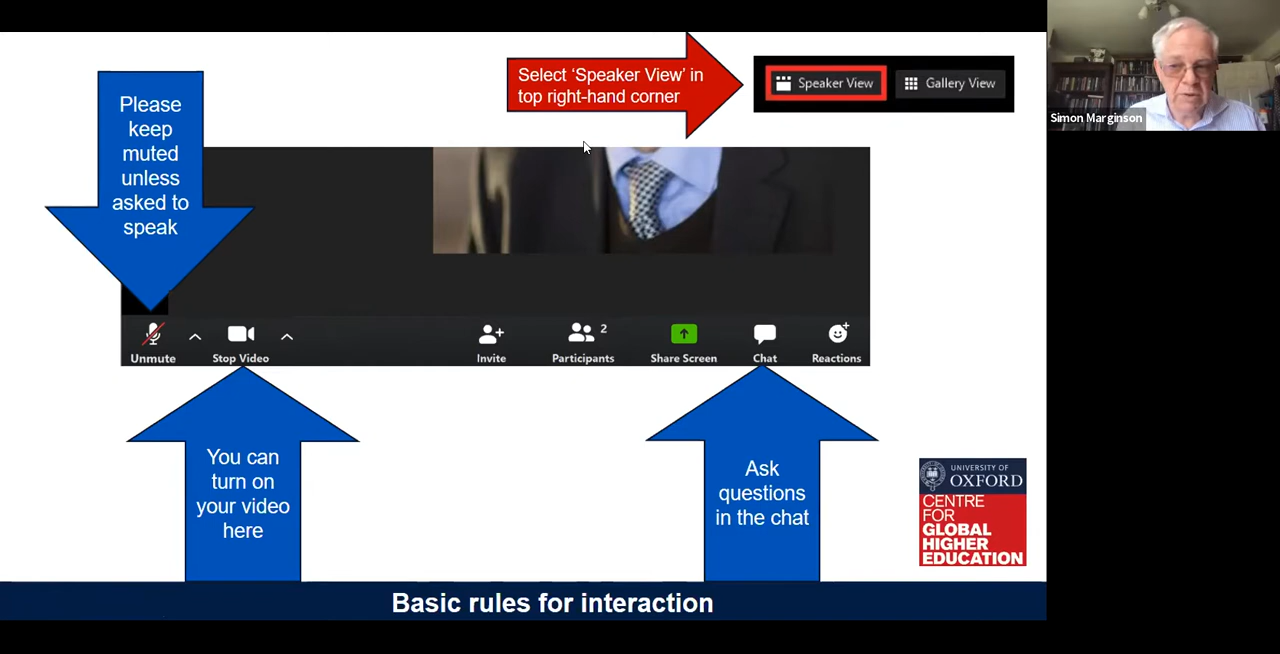 Select ‘Speaker View’ in
top right-hand corner
Speaker View
Gallery View
Simon Marginson
Please
keep
muted
unless
asked to
speak
Unmute
Stop Video
Invite
Participants
2
Share Screen
Chat
Reactions
You can
turn on
your video
here
Ask
questions
in the chat
UNIVERSITY OF
OXFORD
CENTRE
FOR
GLOBAL
HIGHER
EDUCATION
Basic rules for interaction